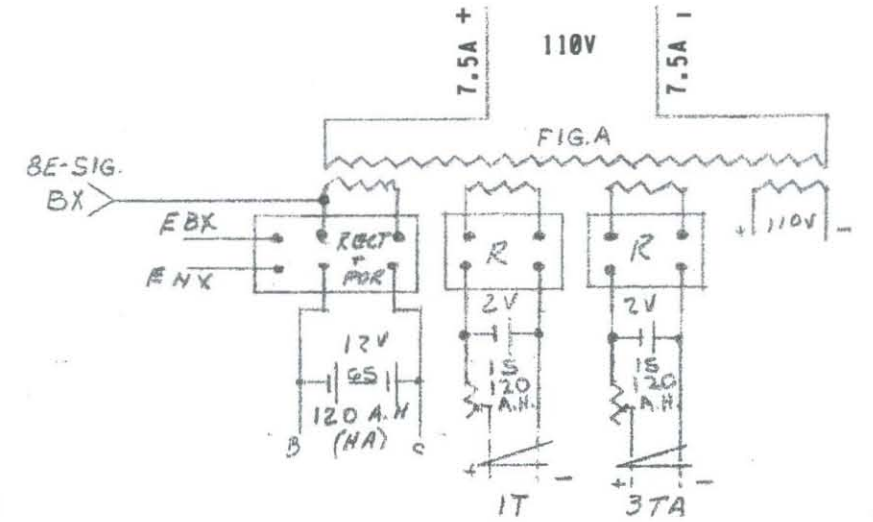 7.5A +
110V
7.5A -
FIG.A
8E-SIG.
BX
EBX
ENX
RECT
+
POR
R
R
+ 110V -
12V
6S
120 A.H
(NA)
B
C
2V
1S
120
A.H.
2V
1S
120
A.H.
+ -
1T
+ -
3TA